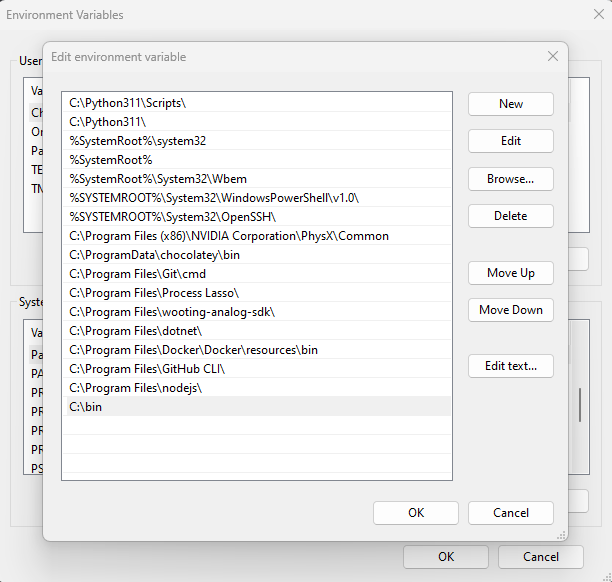 Environment Variables
Edit environment variable
User
Va
Ch
On
Pa
TE
C:\Python311\Scripts\
C:\Python311\
%SystemRoot%\system32
%SystemRoot%
%SystemRoot%\System32\Wbem
%SYSTEMROOT%\System32\WindowsPowerShell\v1.0\
%SYSTEMROOT%\System32\OpenSSH\
C:\Program Files (x86)\NVIDIA Corporation\PhysX\Common
C:\ProgramData\chocolatey\bin
C:\Program Files\Git\cmd
C:\Program Files\Process Lasso\
C:\Program Files\wooting-analog-sdk\
C:\Program Files\dotnet\
C:\Program Files\Docker\Docker\resources\bin
C:\Program Files\GitHub CLI\
C:\Program Files\nodejs\
C:\bin
New
Edit
Browse...
Delete
Move Up
Move Down
Edit text...
Syste
Va
Pa
PA
PR
PR
PR
PR
PS
OK
Cancel
OK
Cancel